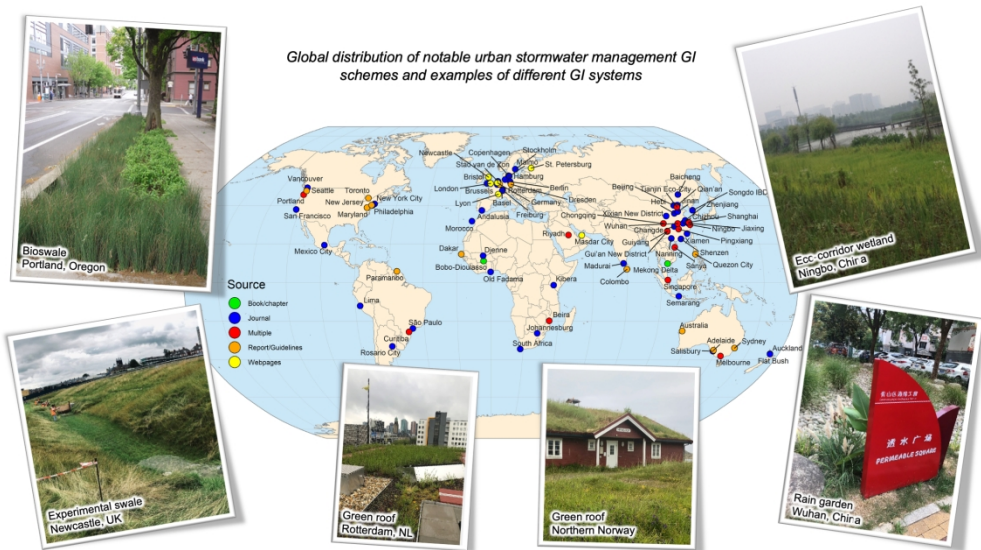 Global distribution of notable urban stormwater management GI
schemes and examples of different GI systems
Bioswale
Portland, Oregon
Eco-corridor wetland
Ningbo, China
Vancouver
Seattle
Portland
San Francisco
Toronto
New York City
New Jersey
Maryland
Philadelphia
Mexico City
Paramaribo
Lima
São Paulo
Curitiba
Rosario City
Newcastle
Copenhagen
Stockholm
Malmö
Stad van de Zon
St. Petersburg
Bristol
Hamburg
London
Rotterdam
Berlin
Brussels
Dresden
Basel
Germany
Lyon
Freiburg
Andalusia
Morocco
Dakar
Djenne
Bobo-Dioulasso
Old Fadama
Kibera
Beira
Johannesburg
South Africa
Riyadh
Masdar City
Baicheng
Beijing
Tianjin Eco-City
Qian'an
Songdo IBD
Hebi
Zhenjiang
Chongqing
Xixian New District
Chizhou
Shanghai
Wuhan
Changde
Ningbo
Jiaxing
Guiyang
Xiamen
Pingxiang
Gui'an New District
Nanning
Shenzen
Madurai
Mekong Delta
Sanya
Quezon City
Colombo
Singapore
Semarang
Australia
Adelaide
Sydney
Salisbury
Melbourne
Auckland
Flat Bush
Source
Book/chapter
Journal
Multiple
Report/Guidelines
Webpages
Experimental swale
Newcastle, UK
Green roof
Rotterdam, NL
Green roof
Northern Norway
透水广场
PERMEABLE SQUARE
Rain garden
Wuhan, China